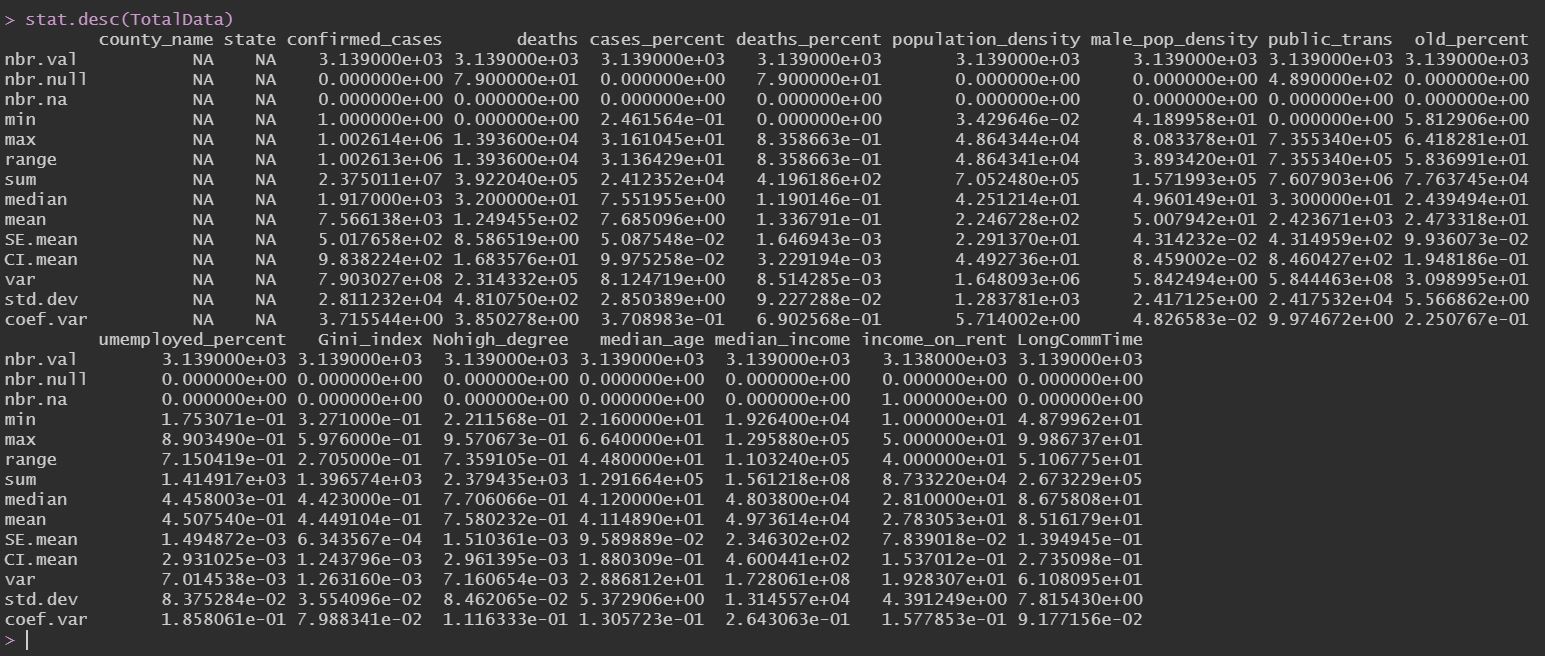 > stat.desc(TotalData)
county_name state confirmed_cases deaths cases_percent deaths_percent population_density male_pop_density public_trans old_percent
nbr.val NA NA 3.139000e+03 3.139000e+03 3.139000e+03 3.139000e+03 3.139000e+03 3.139000e+03 3.139000e+03 3.139000e+03
nbr.null NA NA 0.000000e+00 7.900000e+01 0.000000e+00 7.900000e+01 0.000000e+00 0.000000e+00 4.890000e+02 0.000000e+00
nbr.na NA NA 0.000000e+00 0.000000e+00 0.000000e+00 0.000000e+00 0.000000e+00 0.000000e+00 0.000000e+00 0.000000e+00
min NA NA 1.000000e+00 0.000000e+00 2.461564e-01 0.000000e+00 3.429646e-02 4.189958e+01 0.000000e+00 5.812906e+00
max NA NA 1.002614e+06 1.393600e+04 3.161045e+01 8.358663e-01 4.864344e+04 8.083378e+01 7.355340e+05 6.418281e+01
range NA NA 1.002613e+06 1.393600e+04 3.136429e+01 8.358663e-01 4.864341e+04 3.893420e+01 7.355340e+05 5.836991e+01
sum NA NA 2.375011e+07 3.922040e+05 2.412352e+04 4.196186e+02 7.052480e+05 1.571993e+05 7.607903e+06 7.763745e+04
median NA NA 1.917000e+03 3.200000e+01 7.551955e+00 1.190146e-01 4.251214e+01 4.960149e+01 3.300000e+01 2.439494e+01
mean NA NA 7.566138e+03 1.249455e+02 7.685096e+00 1.336791e-01 2.246728e+02 5.007942e+01 2.423671e+03 2.473318e+01
SE.mean NA NA 5.017658e+02 8.586519e+00 5.087548e-02 1.646943e-03 2.291370e+01 4.314232e-02 4.314959e+02 9.936073e-02
CI.mean NA NA 9.838224e+02 1.683576e+01 9.975258e-02 3.229194e-03 4.492736e+01 8.459002e-02 8.460427e+02 1.948186e-01
var NA NA 7.903027e+08 2.314332e+05 8.124719e+00 8.514285e-03 1.648093e+06 5.842494e+00 5.844463e+08 3.098995e+01
std.dev NA NA 2.811232e+04 4.810750e+02 2.850389e+00 9.227288e-02 1.283781e+03 2.417125e+00 2.417532e+04 5.566862e+00
coef.var NA NA 3.715544e+00 3.850278e+00 3.708983e-01 6.902568e-01 5.714002e+00 4.826583e-02 9.974672e+00 2.250767e-01
umemployed_percent Gini_index Nohigh_degree median_age median_income income_on_rent LongCommTime
nbr.val 3.139000e+03 3.139000e+03 3.139000e+03 3.139000e+03 3.139000e+03 3.138000e+03 3.139000e+03
nbr.null 0.000000e+00 0.000000e+00 0.000000e+00 0.000000e+00 0.000000e+00 0.000000e+00 0.000000e+00
nbr.na 0.000000e+00 0.000000e+00 0.000000e+00 0.000000e+00 0.000000e+00 1.000000e+00 0.000000e+00
min 1.753071e-01 3.271000e-01 2.211568e-01 2.160000e+01 1.926400e+04 1.000000e+01 4.879962e+01
max 8.903490e-01 5.976000e-01 9.570673e-01 6.640000e+01 1.295880e+05 5.000000e+01 9.986737e+01
range 7.150419e-01 2.705000e-01 7.359105e-01 4.480000e+01 1.103240e+05 4.000000e+01 5.106775e+01
sum 1.414917e+03 1.396574e+03 2.379435e+03 1.291664e+05 1.561218e+08 8.733220e+04 2.673229e+05
median 4.458003e-01 4.423000e-01 7.706066e-01 4.120000e+01 4.803800e+04 2.810000e+01 8.675808e+01
mean 4.507540e-01 4.449104e-01 7.580232e-01 4.114890e+01 4.973614e+04 2.783053e+01 8.516179e+01
SE.mean 1.494872e-03 6.343567e-04 1.510361e-03 9.589889e-02 2.346302e+02 7.839018e-02 1.394945e-01
CI.mean 2.931025e-03 1.243796e-03 2.961395e-03 1.880309e-01 4.600441e+02 1.537012e-01 2.735098e-01
var 7.014538e-03 1.263160e-03 7.160654e-03 2.886812e+01 1.728061e+08 1.928307e+01 6.108095e+01
std.dev 8.375284e-02 3.554096e-02 8.462065e-02 5.372906e+00 1.314557e+04 4.391249e+00 7.815430e+00
coef.var 1.858061e-01 7.988341e-02 1.116333e-01 1.305723e-01 2.643063e-01 1.577853e-01 9.177156e-02
>